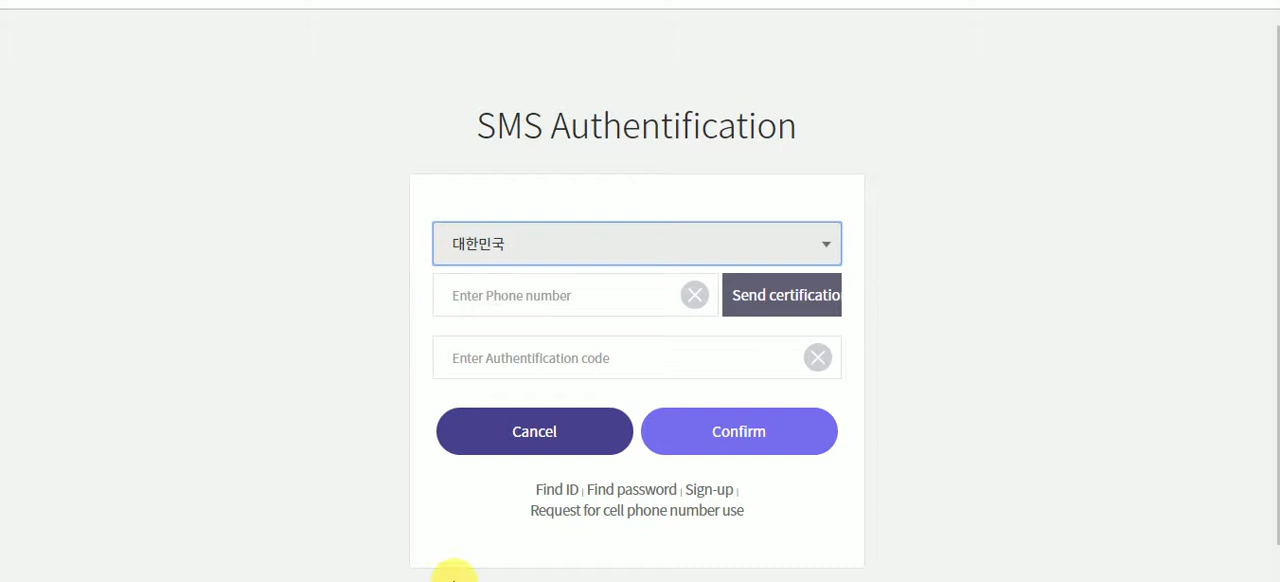 SMS Authentification
대한민국
Enter Phone number
Send certificatio
Enter Authentification code
Cancel
Confirm
Find ID | Find password | Sign-up |
Request for cell phone number use